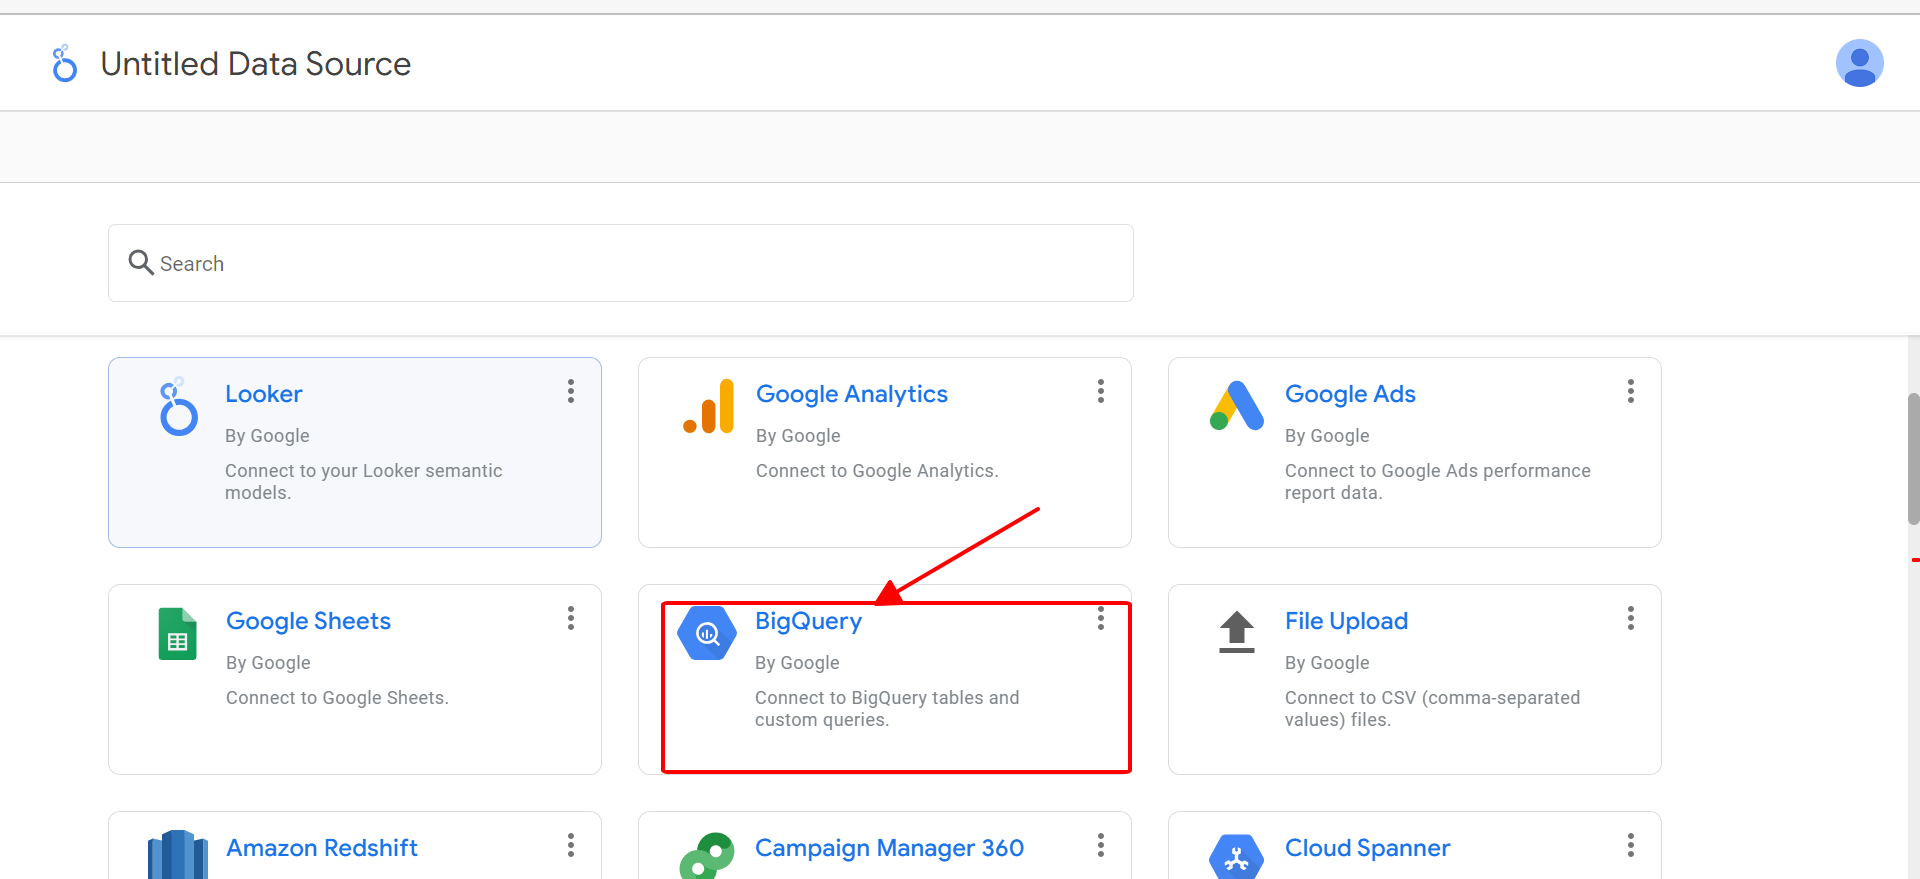 Untitled Data Source
Search
Looker
By Google
Connect to your Looker semantic
models.
Google Analytics
By Google
Connect to Google Analytics.
Google Ads
By Google
Connect to Google Ads performance
report data.
Google Sheets
By Google
Connect to Google Sheets.
BigQuery
By Google
Connect to BigQuery tables and
custom queries.
File Upload
By Google
Connect to CSV (comma-separated
values) files.
Amazon Redshift
Campaign Manager 360
Cloud Spanner